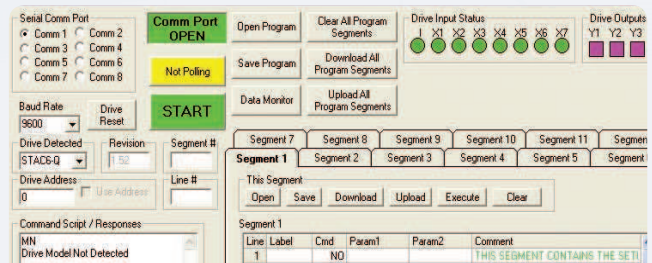 Serial Comm Port
Comm 1 Comm 2
Comm 3 Comm 4
Comm 5 Comm 6
Comm 7 Comm 8
Comm Port OPEN
Not Polling
START
Open Program
Save Program
Data Monitor
Clear All Program Segments
Download All Program Segments
Upload All Program Segments
Drive Input Status
I X1 X2 X3 X4 X5 X6 X7
Drive Outputs
Y1 Y2 Y3
Baud Rate
9600
Drive Reset
Drive Detected
STAC6-Q
Revision
1.52
Segment #
Drive Address
0
Use Address
Line #
Command Script / Responses
MN
Drive Model Not Detected
Segment 7 Segment 8 Segment 9 Segment 10 Segment 11 Segmen
Segment 1 Segment 2 Segment 3 Segment 4 Segment 5 Segment
This Segment
Open Save Download Upload Execute Clear
Segment 1
Line Label Cmd Param1 Param2 Comment
1 NO THIS SEGMENT CONTAINS THE SETU